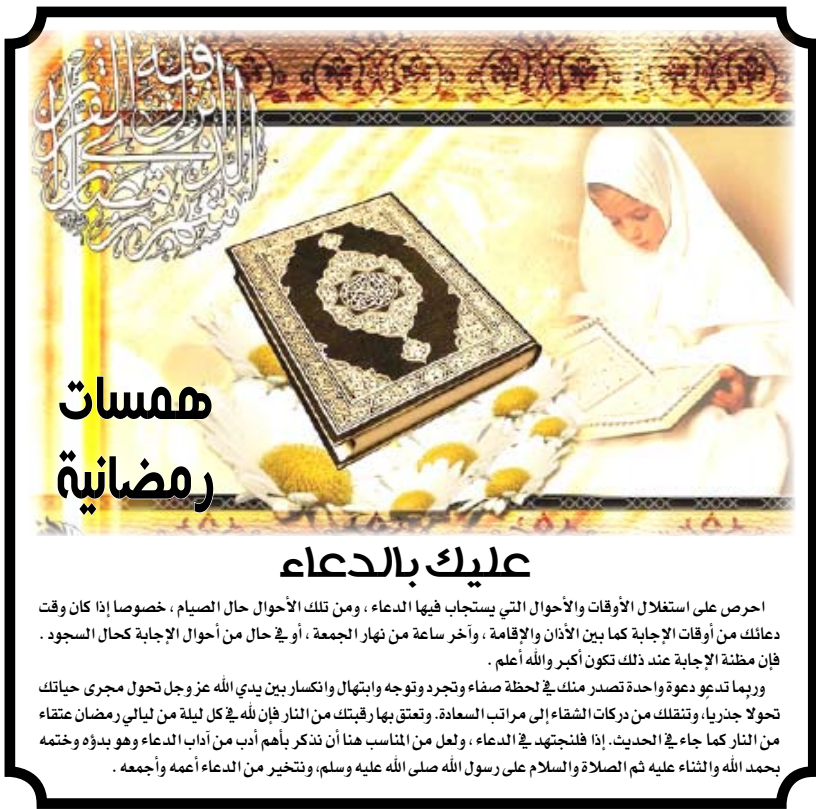 شهر رمضان الذي أنزل فيه القرآن
همسات
رمضانية
عليك بالدعاء
احرص على استغلال الأوقات والأحوال التي يستجاب فيها الدعاء ، ومن تلك الأحوال حال الصيام ، خصوصا إذا كان وقت
دعائك من أوقات الإجابة كما بين الأذان والإقامة ، وآخر ساعة من نهار الجمعة ، أو في حال من أحوال الإجابة كحال السجود .
فإن مظنة الإجابة عند ذلك تكون أكبر والله أعلم .
وربما تدعو دعوة واحدة تصدر منك في لحظة صفاء وتجرد وتوجه وابتهال وانكسار بين يدي الله عز وجل تحول مجرى حياتك
تحولا جذريا، وتنقلك من دركات الشقاء إلى مراتب السعادة. وتعتق بها رقبتك من النار فإن لله في كل ليلة من ليالي رمضان عتقاء
من النار كما جاء في الحديث. إذا فلنجتهد في الدعاء ، ولعل من المناسب هنا أن نذكر بأهم أدب من آداب الدعاء وهو بدؤه وختمه
بحمد الله والثناء عليه ثم الصلاة والسلام على رسول الله صلى الله عليه وسلم، ونتخير من الدعاء أعمه وأجمعه .